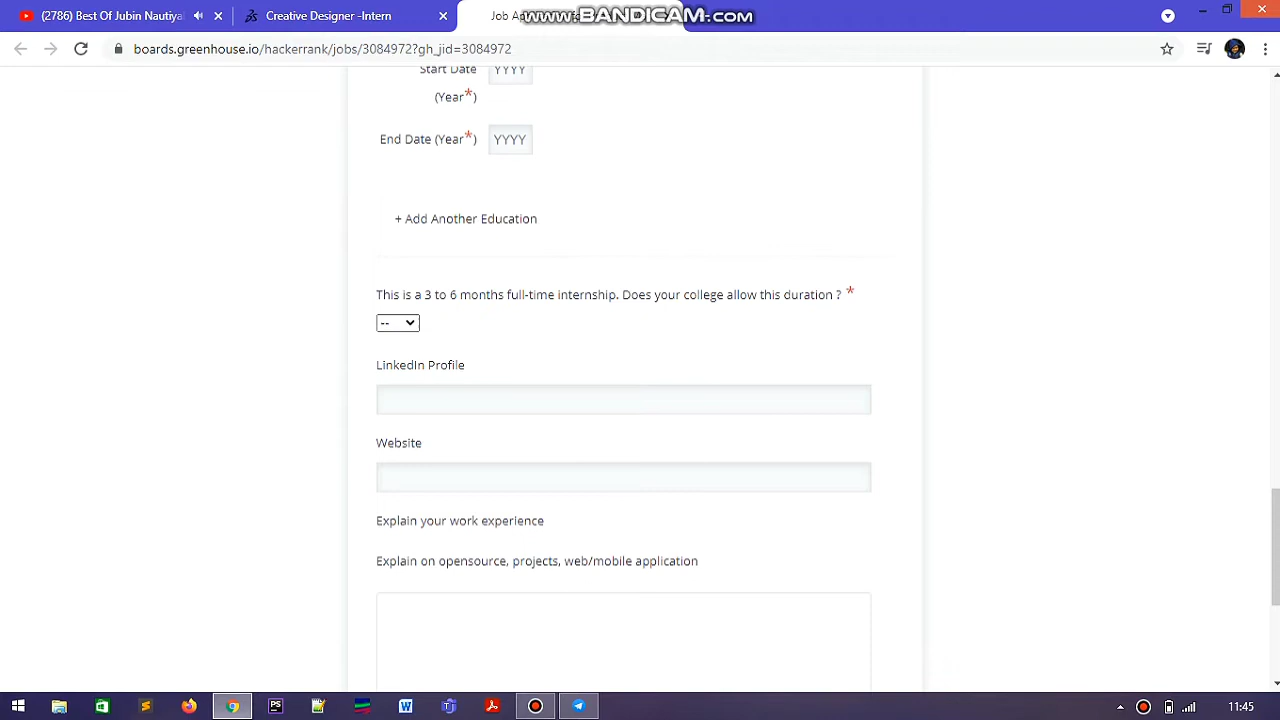 (2786) Best Of Jubin Nautiya
Creative Designer -Intern
Job Ap
WWW.BANDICAM.COM
boards.greenhouse.io/hackerrank/jobs/3084972?gh_jid=3084972
Start Date YYYY
(Year*)
End Date (Year*) YYYY
+ Add Another Education
This is a 3 to 6 months full-time internship. Does your college allow this duration ? *
--
LinkedIn Profile
Website
Explain your work experience
Explain on opensource, projects, web/mobile application
11:45